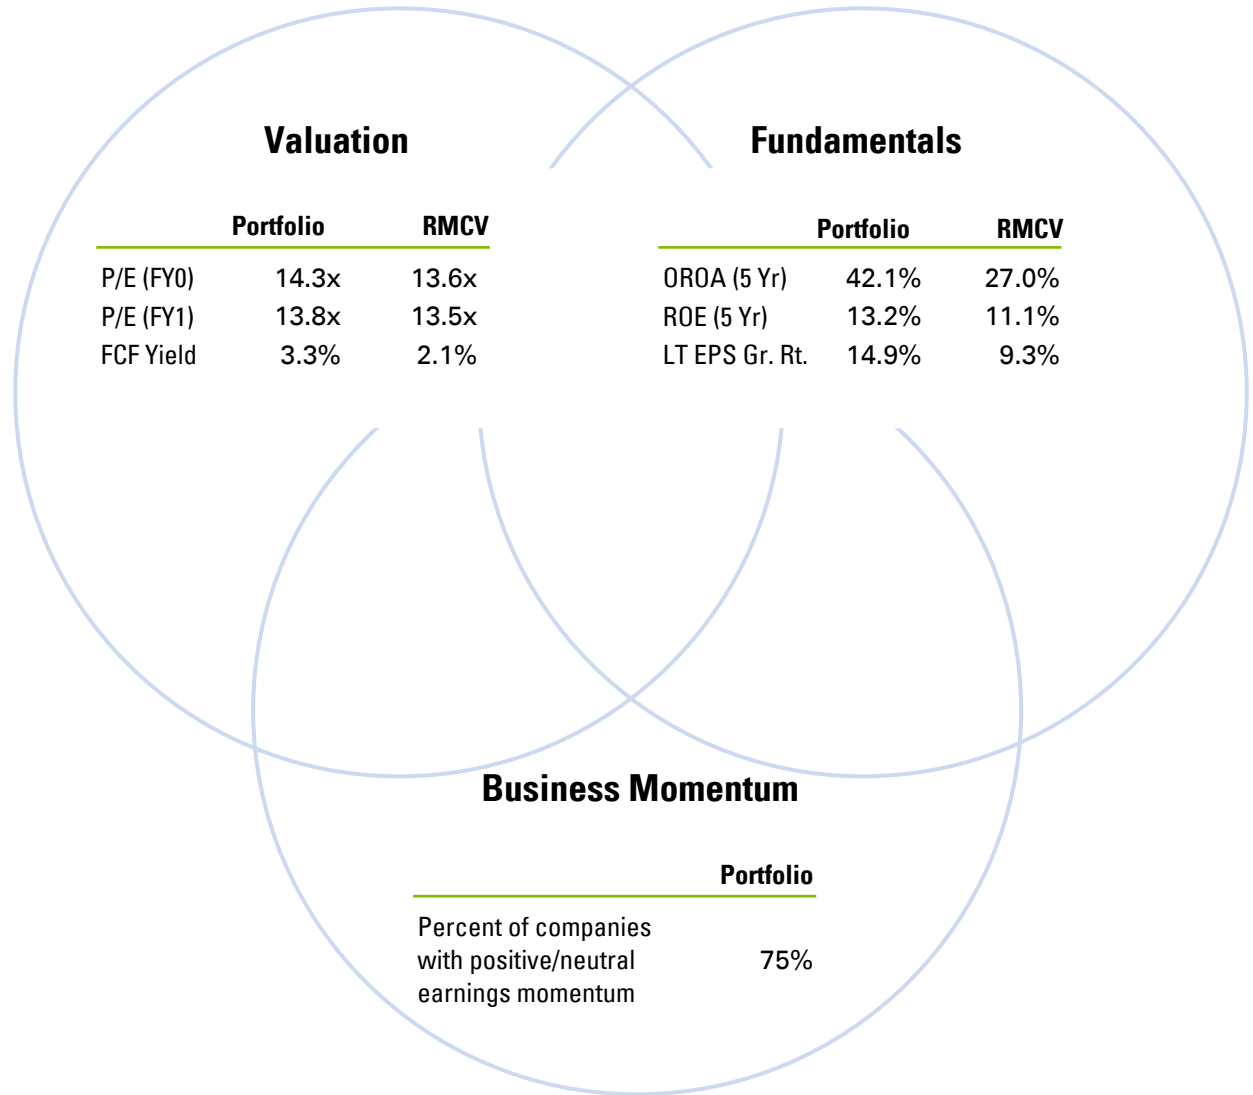 Valuation
Portfolio RMCV
P/E (FY0) 14.3x 13.6x
P/E (FY1) 13.8x 13.5x
FCF Yield 3.3% 2.1%
Fundamentals
Portfolio RMCV
OROA (5 Yr) 42.1% 27.0%
ROE (5 Yr) 13.2% 11.1%
LT EPS Gr. Rt. 14.9% 9.3%
Business Momentum
Portfolio
Percent of companies
with positive/neutral 75%
earnings momentum